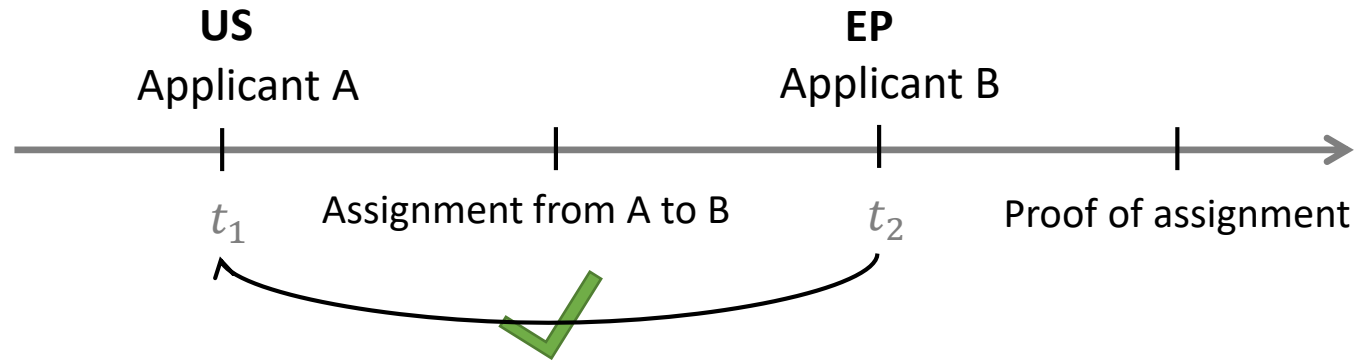 US
Applicant A
EP
Applicant B
t₁
Assignment from A to B
t₂
Proof of assignment